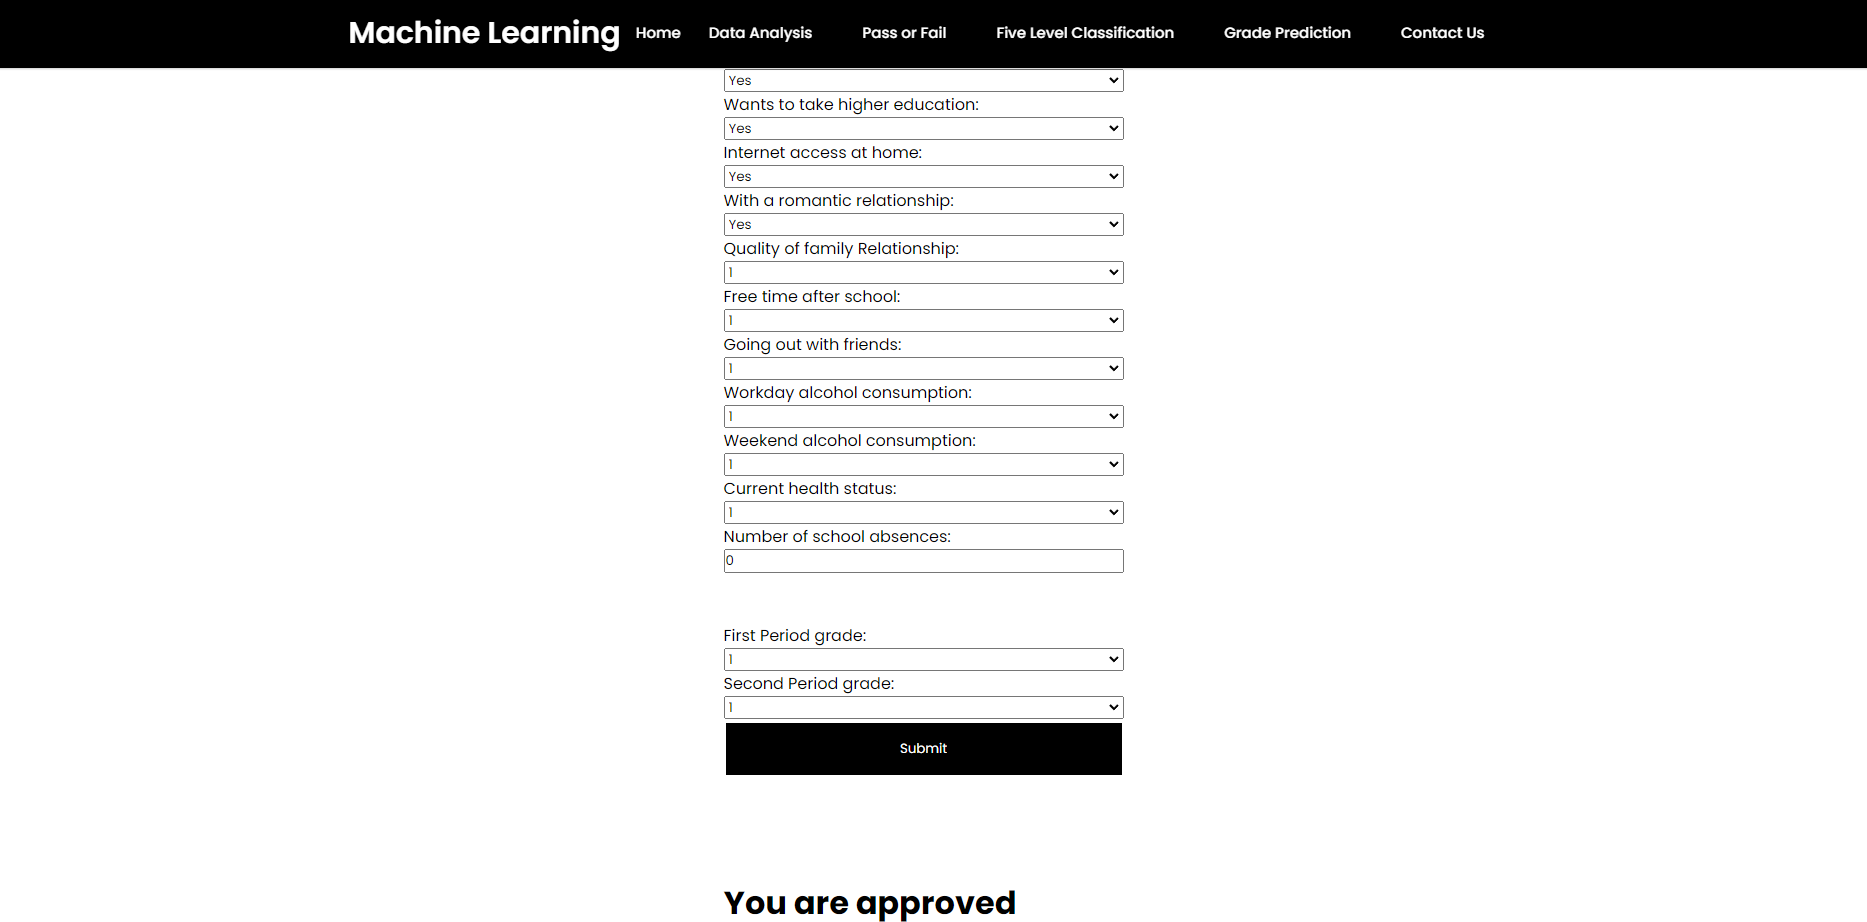 Machine Learning Home Data Analysis Pass or Fail Five Level Classification Grade Prediction Contact Us
Yes
Wants to take higher education:
Yes
Internet access at home:
Yes
With a romantic relationship:
Yes
Quality of family Relationship:
1
Free time after school:
1
Going out with friends:
1
Workday alcohol consumption:
1
Weekend alcohol consumption:
1
Current health status:
1
Number of school absences:
0
First Period grade:
1
Second Period grade:
1
Submit
You are approved